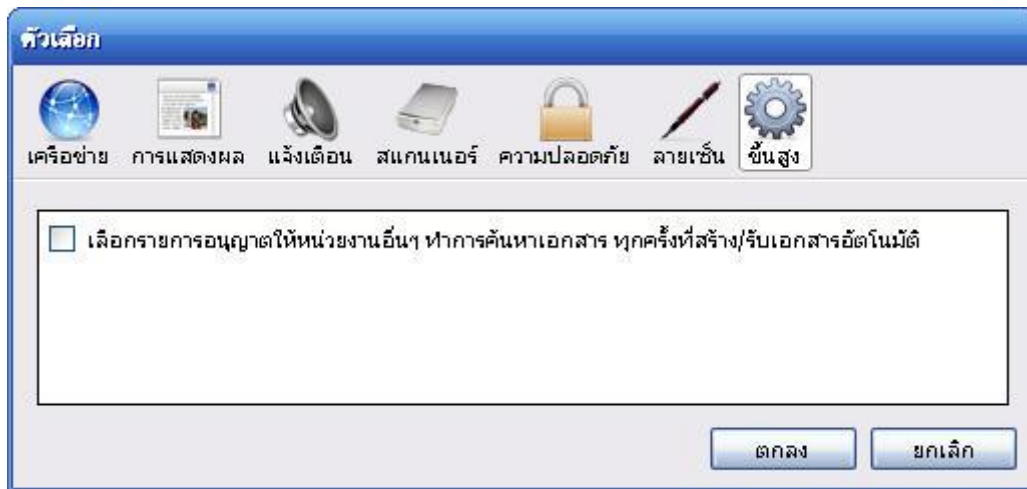 ตัวเลือก
เครือข่าย การแสดงผล แจ้งเตือน สแกนเนอร์ ความปลอดภัย ลายเซ็น ขั้นสูง
เลือกรายการอนุญาตให้หน่วยงานอื่นๆ ทำการค้นหาเอกสาร ทุกครั้งที่สร้าง/รับเอกสารอัตโนมัติ
ตกลง ยกเลิก